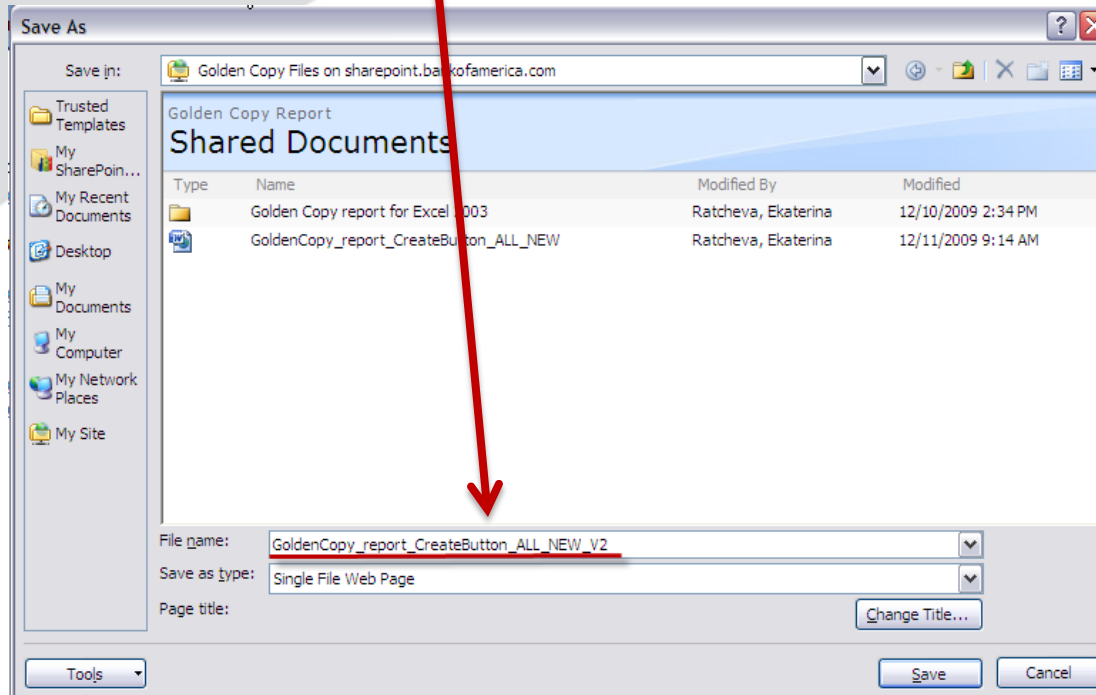 Save As
?
Save in:
Golden Copy Files on sharepoint.bankofamerica.com
Trusted
Templates
My
SharePoin...
My Recent
Documents
Desktop
My
Documents
My
Computer
My Network
Places
My Site
Golden Copy Report
Shared Documents
Type Name Modified By Modified
Golden Copy report for Excel 2003 Ratcheva, Ekaterina 12/10/2009 2:34 PM
GoldenCopy_report_CreateButton_ALL_NEW Ratcheva, Ekaterina 12/11/2009 9:14 AM
File name: GoldenCopy_report_CreateButton_ALL_NEW_V2
Save as type: Single File Web Page
Page title:
Change Title...
Tools
Save
Cancel